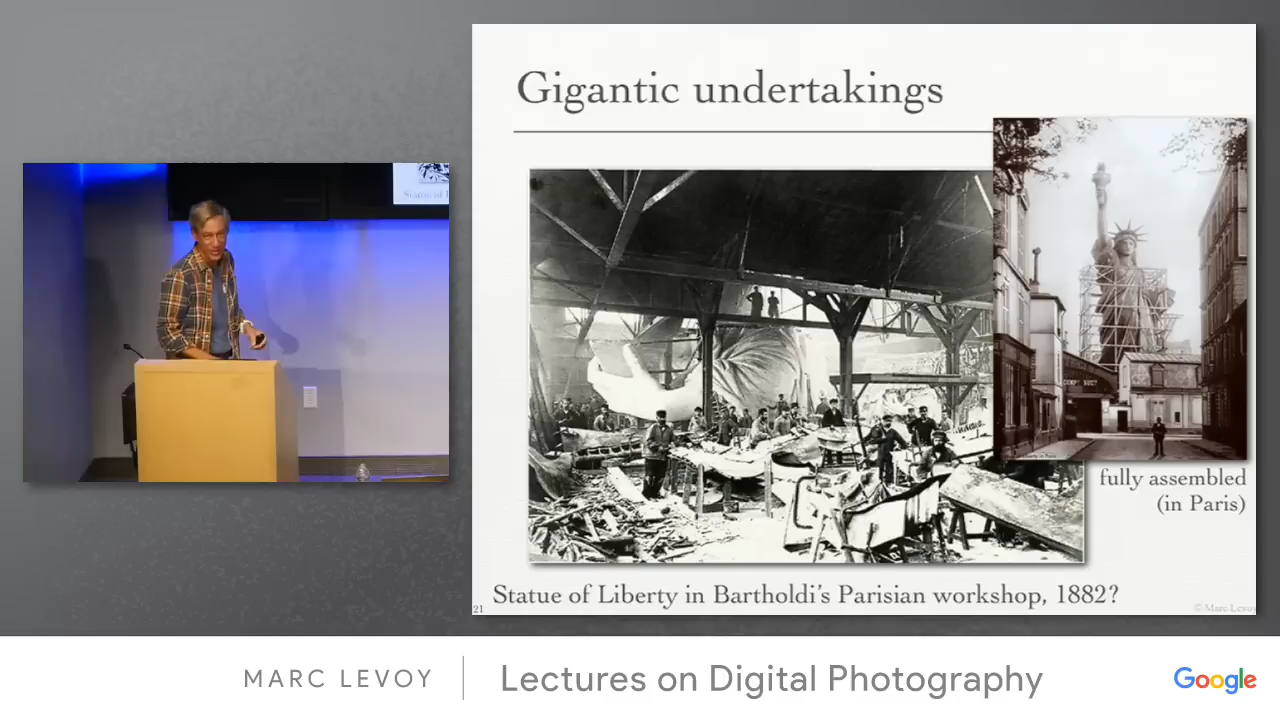 Gigantic undertakings
fully assembled
(in Paris)
Statue of Liberty in Bartholdi's Parisian workshop, 1882?
21
© Marc Levoy
MARC LEVOY
Lectures on Digital Photography
Google